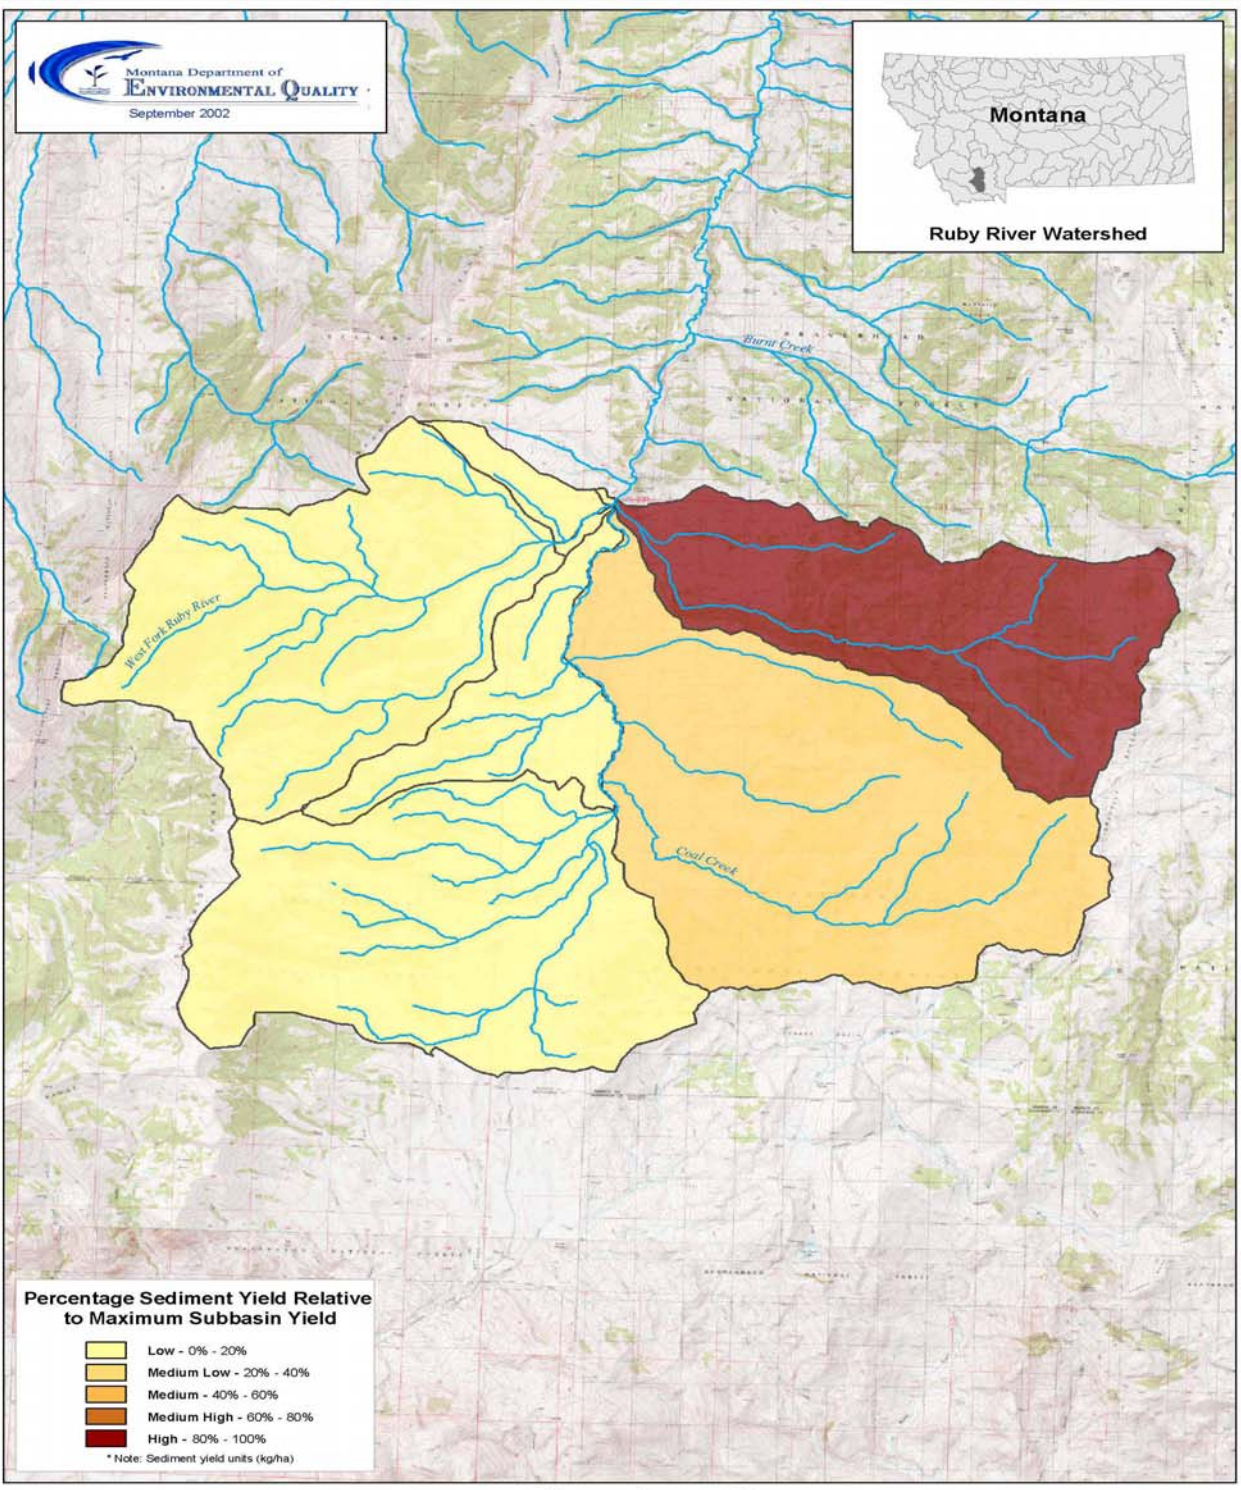 Montana Department of
ENVIRONMENTAL QUALITY
September 2002
Montana
Ruby River Watershed
Burnt Creek
NATIONAL
West Fork Ruby River
Coal Creek
Percentage Sediment Yield Relative
to Maximum Subbasin Yield
Low - 0% - 20%
Medium Low - 20% - 40%
Medium - 40% - 60%
Medium High - 60% - 80%
High - 80% - 100%
* Note: Sediment yield units (kg/ha)